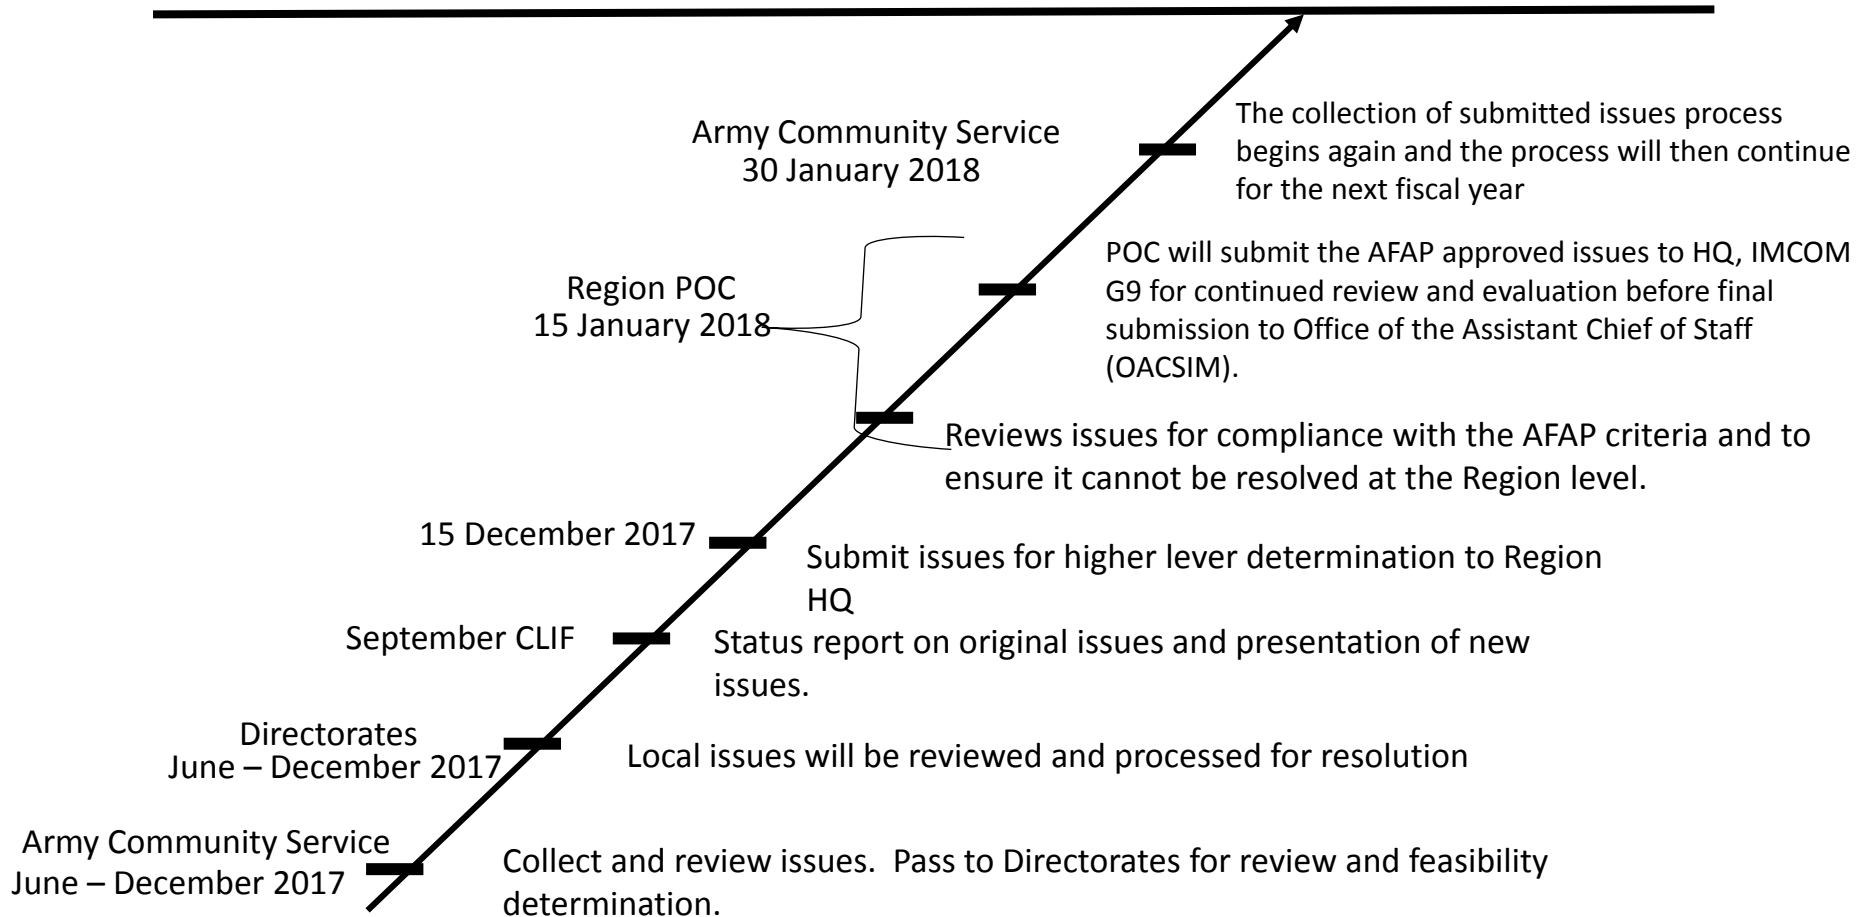 Army Community Service
30 January 2018
The collection of submitted issues process
begins again and the process will then continue
for the next fiscal year
Region POC
15 January 2018
POC will submit the AFAP approved issues to HQ, IMCOM
G9 for continued review and evaluation before final
submission to Office of the Assistant Chief of Staff
(OACSIM).
Reviews issues for compliance with the AFAP criteria and to
ensure it cannot be resolved at the Region level.
15 December 2017
Submit issues for higher lever determination to Region
HQ
September CLIF
Status report on original issues and presentation of new
issues.
Directorates
June – December 2017
Local issues will be reviewed and processed for resolution
Army Community Service
June – December 2017
Collect and review issues.  Pass to Directorates for review and feasibility
determination.